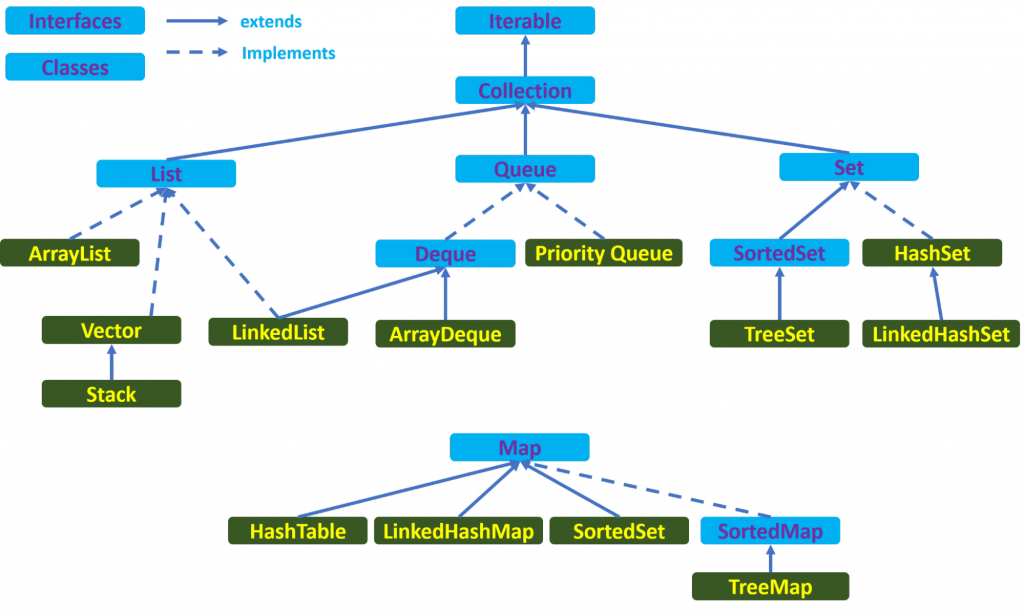 Interfaces
extends
Iterable
Implements
Classes
Collection
List
Queue
Set
ArrayList
Deque
Priority Queue
SortedSet
HashSet
Vector
LinkedList
ArrayDeque
TreeSet
LinkedHashSet
Stack
Map
HashTable
LinkedHashMap
SortedSet
SortedMap
TreeMap